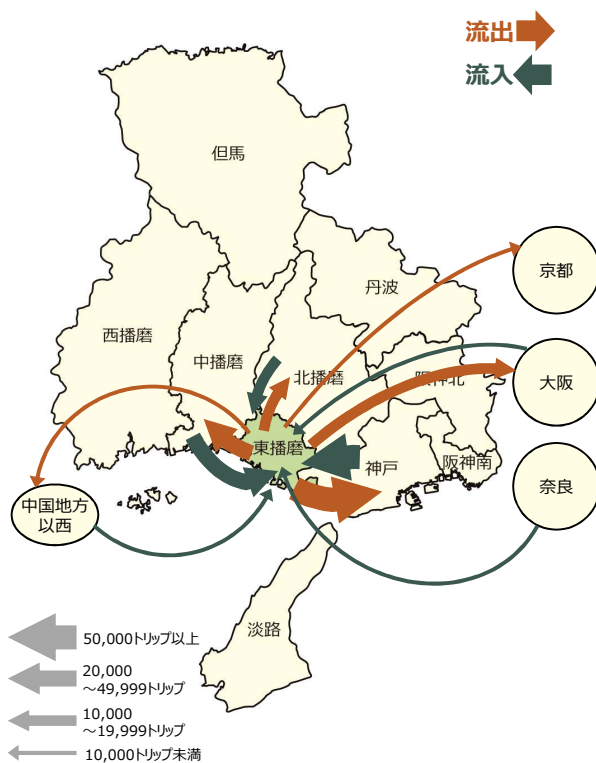 流出
流入
但馬
京都
丹波
西播磨
中播磨
北播磨
阪神北
大阪
東播磨
神戸
阪神南
奈良
中国地方
以西
淡路
50,000トリップ以上
20,000
～49,999トリップ
10,000
～19,999トリップ
10,000トリップ未満